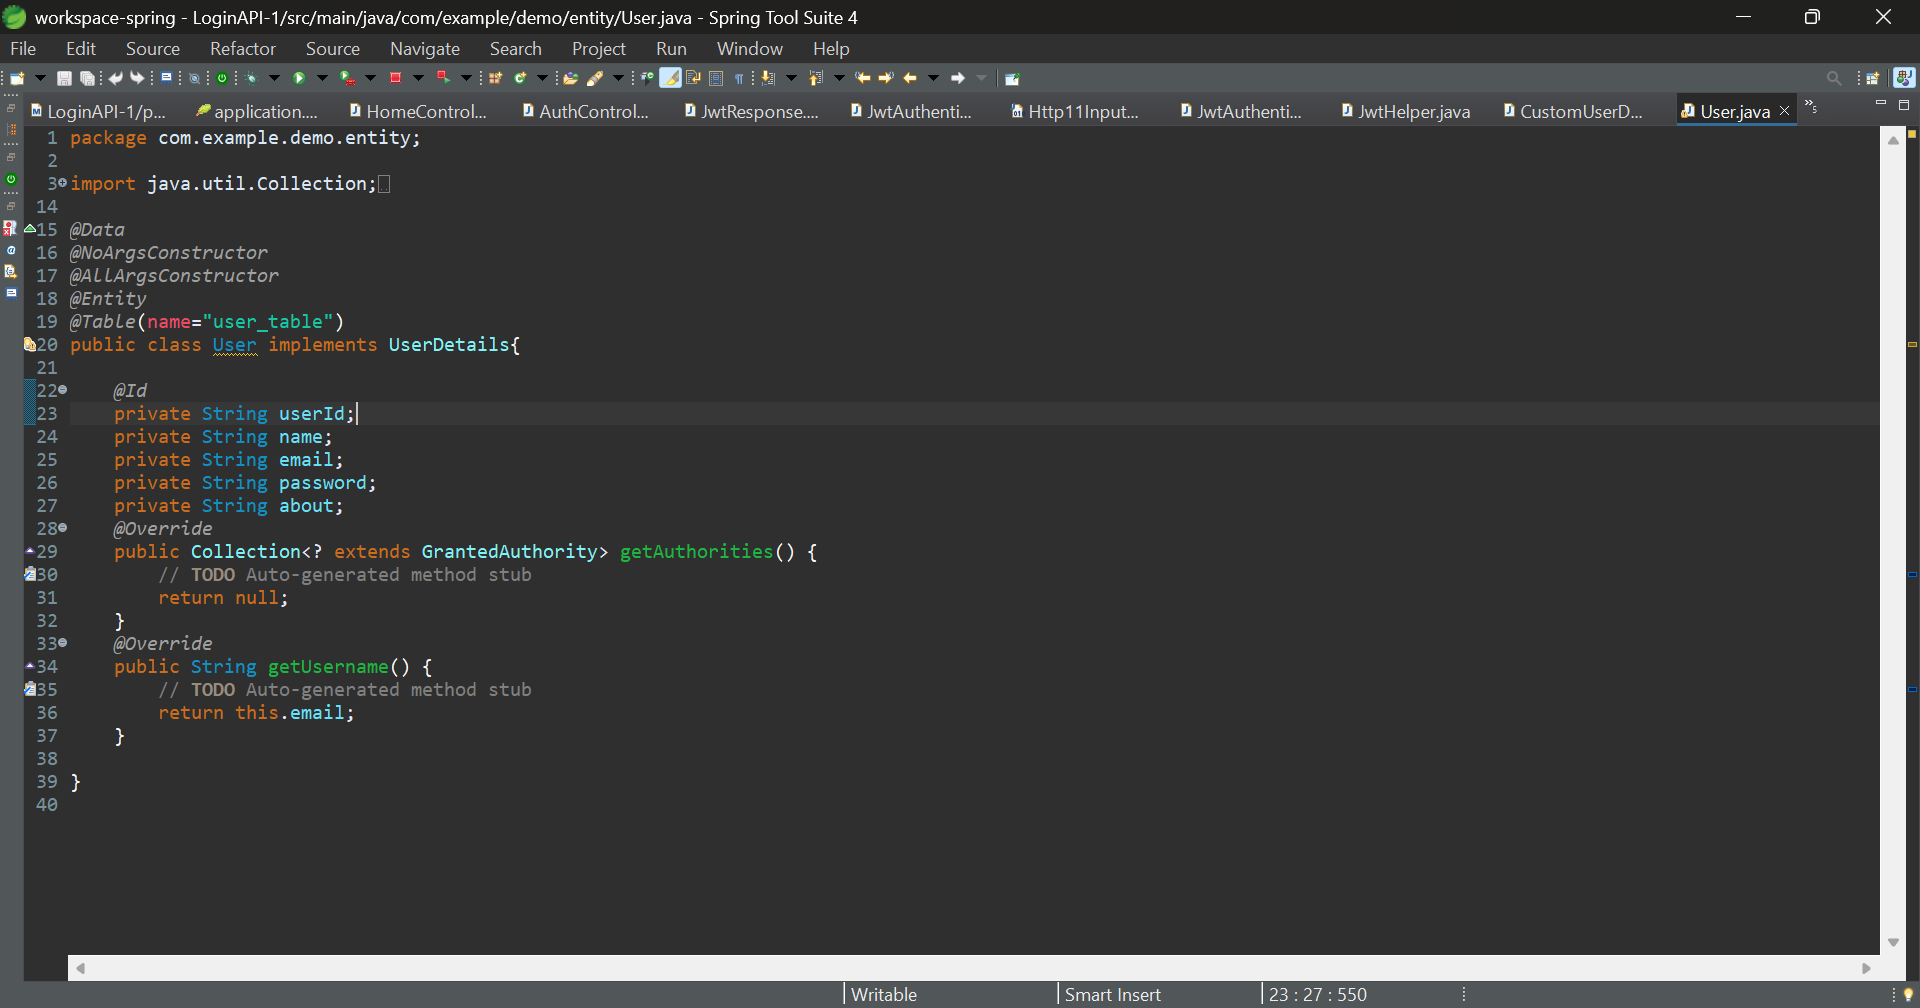 workspace-spring - LoginAPI-1/src/main/java/com/example/demo/entity/User.java - Spring Tool Suite 4
File Edit Source Refactor Source Navigate Search Project Run Window Help
LoginAPI-1/p... application.... HomeControl... AuthControl... JwtResponse.... JwtAuthenti... Http11Input... JwtAuthenti... JwtHelper.java CustomUserD... User.java »5
1 package com.example.demo.entity;
2
3 import java.util.Collection;
14
15 @Data
16 @NoArgsConstructor
17 @AllArgsConstructor
18 @Entity
19 @Table(name="user_table")
20 public class User implements UserDetails{
21
22 @Id
23 private String userId;
24 private String name;
25 private String email;
26 private String password;
27 private String about;
28 @Override
29 public Collection<? extends GrantedAuthority> getAuthorities() {
30 // TODO Auto-generated method stub
31 return null;
32 }
33 @Override
34 public String getUsername() {
35 // TODO Auto-generated method stub
36 return this.email;
37 }
38
39 }
40
Writable Smart Insert 23 : 27 : 550